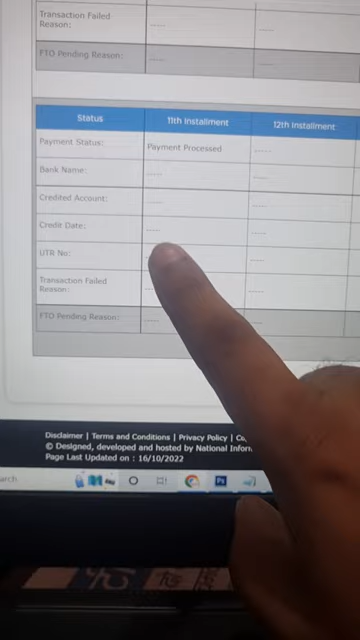 Transaction Failed Reason: ----- -----
FTO Pending Reason: ----- -----
Status 11th Installment 12th Installment
Payment Status: Payment Processed -----
Bank Name: ----- -----
Credited Account: ----- -----
Credit Date: ----- -----
UTR No: -----
Transaction Failed Reason: -----
FTO Pending Reason: ----- -----
Disclaimer | Terms and Conditions | Privacy Policy |
© Designed, developed and hosted by National
Page Last Updated on : 16/10/2022
arch
Ps